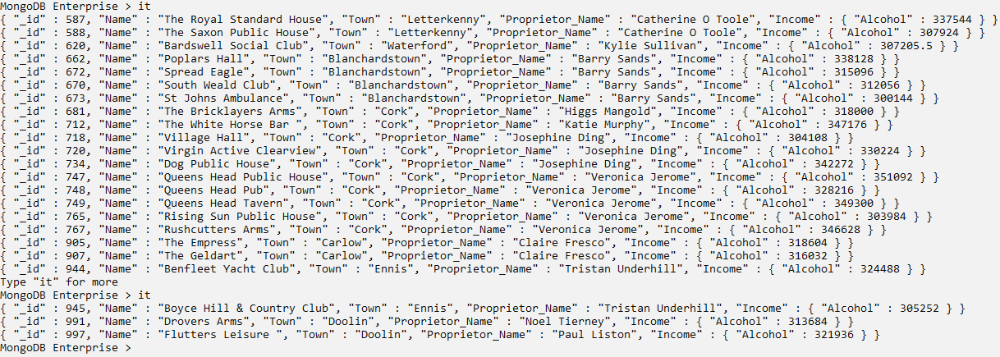 MongoDB Enterprise > it
{ "_id" : 587, "Name" : "The Royal Standard House", "Town" : "Letterkenny", "Proprietor_Name" : "Catherine O Toole", "Income" : { "Alcohol" : 337544 } }
{ "_id" : 588, "Name" : "The Saxon Public House", "Town" : "Letterkenny", "Proprietor_Name" : "Catherine O Toole", "Income" : { "Alcohol" : 307924 } }
{ "_id" : 620, "Name" : "Bardswell Social Club", "Town" : "Waterford", "Proprietor_Name" : "Kylie Sullivan", "Income" : { "Alcohol" : 307205.5 } }
{ "_id" : 662, "Name" : "Poplars Hall", "Town" : "Blanchardstown", "Proprietor_Name" : "Barry Sands", "Income" : { "Alcohol" : 338128 } }
{ "_id" : 672, "Name" : "Spread Eagle", "Town" : "Blanchardstown", "Proprietor_Name" : "Barry Sands", "Income" : { "Alcohol" : 315096 } }
{ "_id" : 670, "Name" : "South Weald Club", "Town" : "Blanchardstown", "Proprietor_Name" : "Barry Sands", "Income" : { "Alcohol" : 312056 } }
{ "_id" : 673, "Name" : "St Johns Ambulance", "Town" : "Blanchardstown", "Proprietor_Name" : "Barry Sands", "Income" : { "Alcohol" : 300144 } }
{ "_id" : 681, "Name" : "The Bricklayers Arms", "Town" : "Cork", "Proprietor_Name" : "Higgs Mangold", "Income" : { "Alcohol" : 318000 } }
{ "_id" : 712, "Name" : "The White Horse Bar ", "Town" : "Cork", "Proprietor_Name" : "Katie Murphy", "Income" : { "Alcohol" : 347176 } }
{ "_id" : 718, "Name" : "Village Hall", "Town" : "Cork", "Proprietor_Name" : "Josephine Ding", "Income" : { "Alcohol" : 304108 } }
{ "_id" : 720, "Name" : "Virgin Active Clearview", "Town" : "Cork", "Proprietor_Name" : "Josephine Ding", "Income" : { "Alcohol" : 330224 } }
{ "_id" : 734, "Name" : "Dog Public House", "Town" : "Cork", "Proprietor_Name" : "Josephine Ding", "Income" : { "Alcohol" : 342272 } }
{ "_id" : 747, "Name" : "Queens Head Public House", "Town" : "Cork", "Proprietor_Name" : "Veronica Jerome", "Income" : { "Alcohol" : 351092 } }
{ "_id" : 748, "Name" : "Queens Head Pub", "Town" : "Cork", "Proprietor_Name" : "Veronica Jerome", "Income" : { "Alcohol" : 328216 } }
{ "_id" : 749, "Name" : "Queens Head Tavern", "Town" : "Cork", "Proprietor_Name" : "Veronica Jerome", "Income" : { "Alcohol" : 349300 } }
{ "_id" : 765, "Name" : "Rising Sun Public House", "Town" : "Cork", "Proprietor_Name" : "Veronica Jerome", "Income" : { "Alcohol" : 303984 } }
{ "_id" : 767, "Name" : "Rushcutters Arms", "Town" : "Cork", "Proprietor_Name" : "Veronica Jerome", "Income" : { "Alcohol" : 346628 } }
{ "_id" : 905, "Name" : "The Empress", "Town" : "Carlow", "Proprietor_Name" : "Claire Fresco", "Income" : { "Alcohol" : 318604 } }
{ "_id" : 907, "Name" : "The Geldart", "Town" : "Carlow", "Proprietor_Name" : "Claire Fresco", "Income" : { "Alcohol" : 316032 } }
{ "_id" : 944, "Name" : "Benfleet Yacht Club", "Town" : "Ennis", "Proprietor_Name" : "Tristan Underhill", "Income" : { "Alcohol" : 324488 } }
Type "it" for more
MongoDB Enterprise > it
{ "_id" : 945, "Name" : "Boyce Hill & Country Club", "Town" : "Ennis", "Proprietor_Name" : "Tristan Underhill", "Income" : { "Alcohol" : 305252 } }
{ "_id" : 991, "Name" : "Drovers Arms", "Town" : "Doolin", "Proprietor_Name" : "Noel Tierney", "Income" : { "Alcohol" : 313684 } }
{ "_id" : 997, "Name" : "Flutters Leisure ", "Town" : "Doolin", "Proprietor_Name" : "Paul Liston", "Income" : { "Alcohol" : 321936 } }
MongoDB Enterprise >